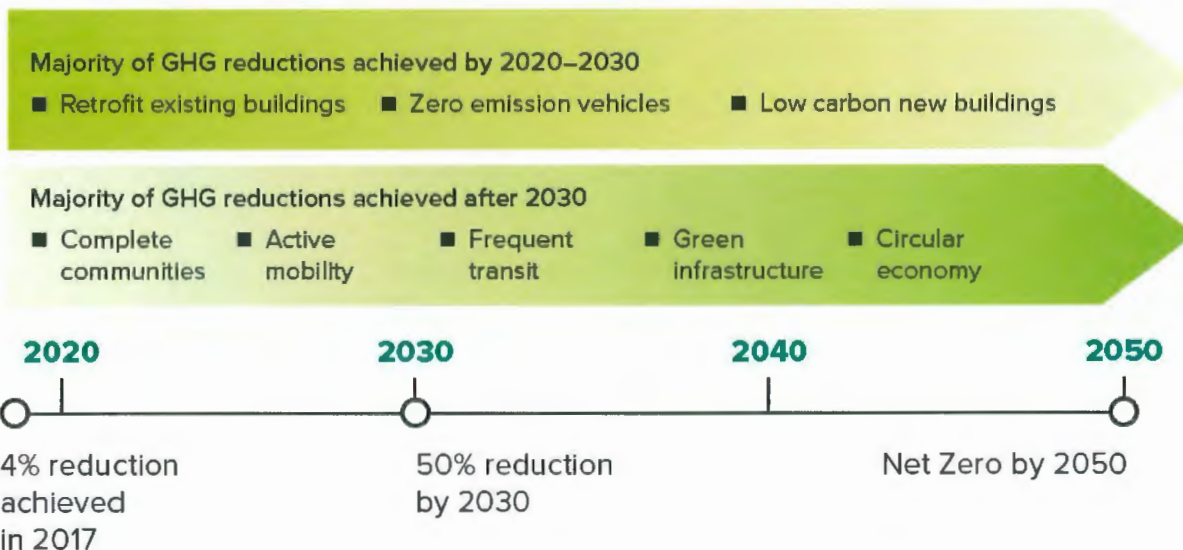 Majority of GHG reductions achieved by 2020–2030
■ Retrofit existing buildings ■ Zero emission vehicles ■ Low carbon new buildings
Majority of GHG reductions achieved after 2030
■ Complete communities
■ Active mobility
■ Frequent transit
■ Green infrastructure
■ Circular economy
2020 2030 2040 2050
4% reduction achieved in 2017
50% reduction by 2030
Net Zero by 2050